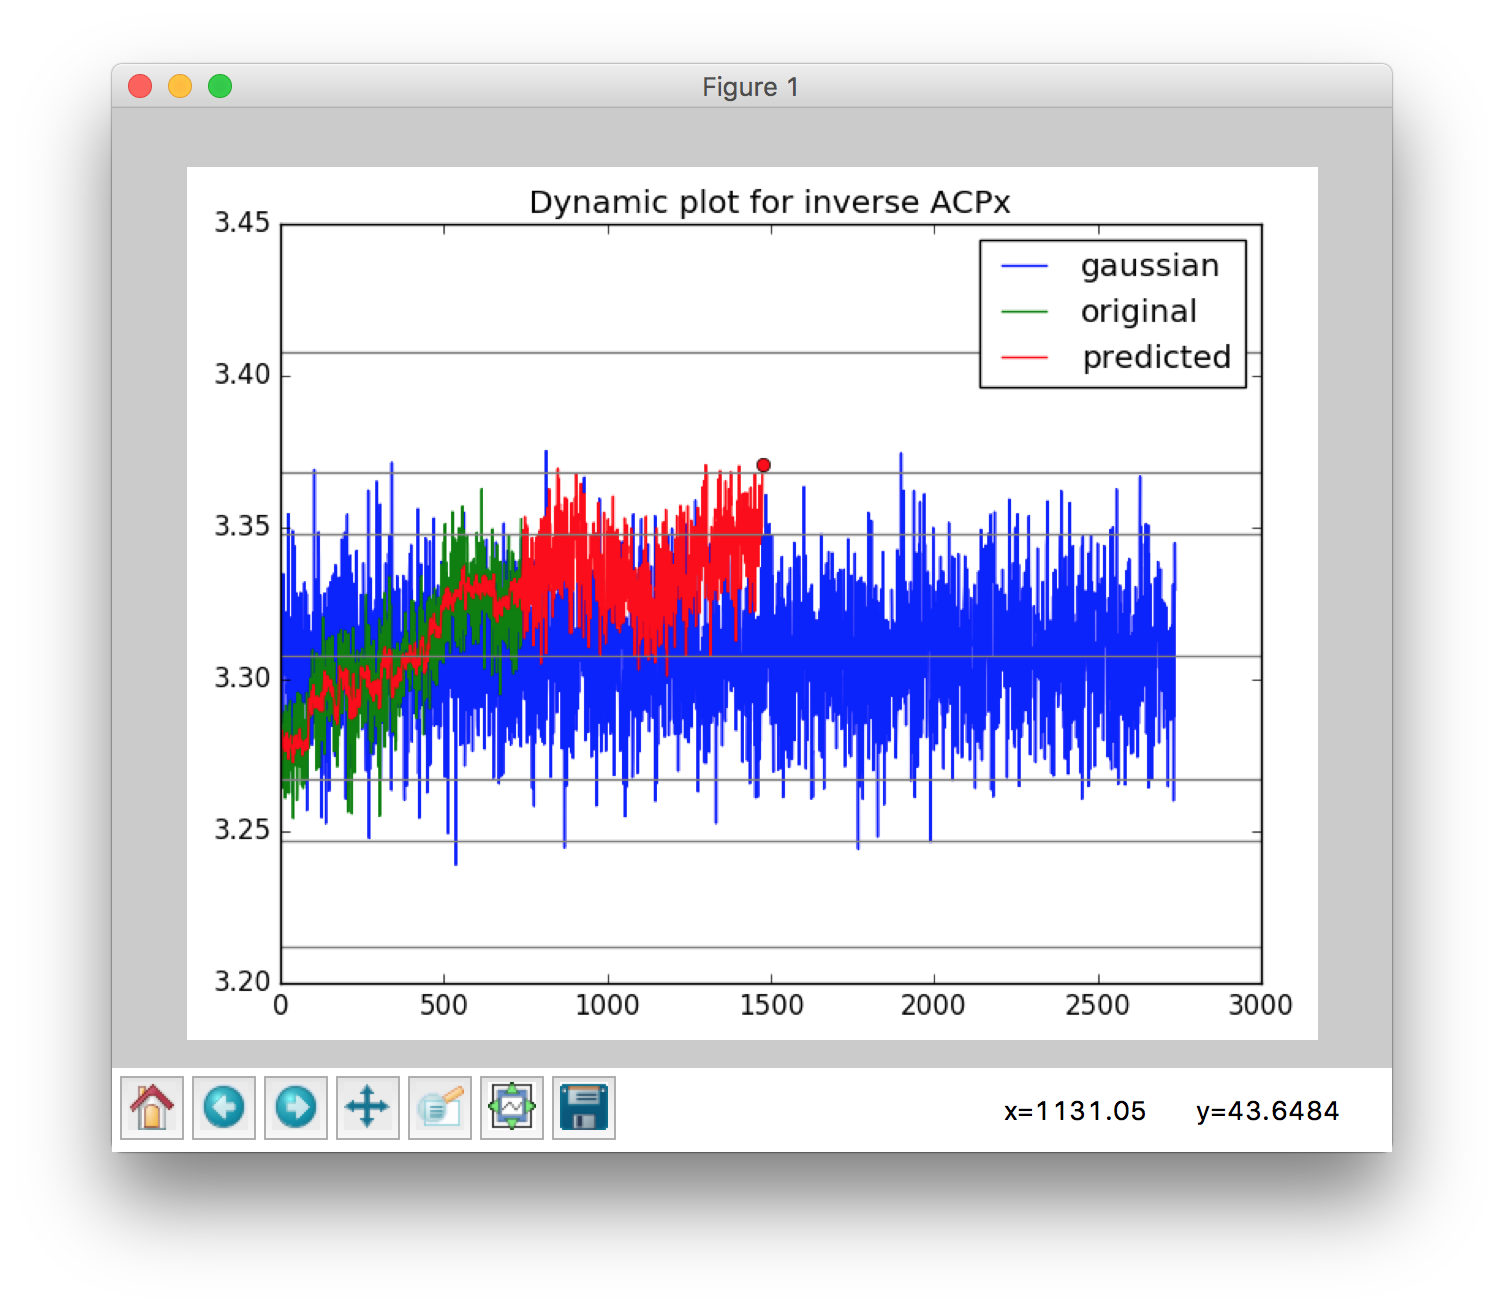 Figure 1
Dynamic plot for inverse ACPx
3.45
3.40
3.35
3.30
3.25
3.20
gaussian
original
predicted
0 500 1000 1500 2000 2500 3000
x=1131.05 y=43.6484